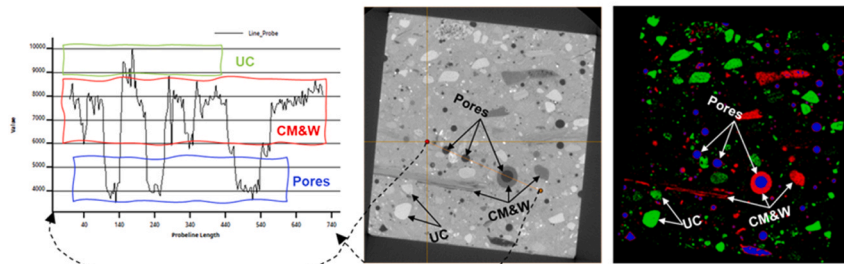 Line_Probe
10000
9000
8000
7000
6000
5000
4000
Value
UC
CM&W
Pores
40
140
240
340
440
540
640
740
Probeline Length
Pores
CM&W
UC
Pores
CM&W
UC